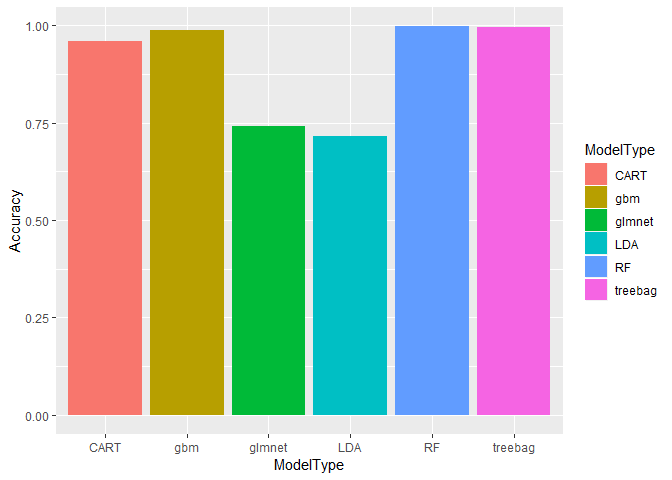 1.00
0.75
0.50
0.25
0.00
Accuracy
CART gbm glmnet LDA RF treebag
ModelType
ModelType
CART
gbm
glmnet
LDA
RF
treebag